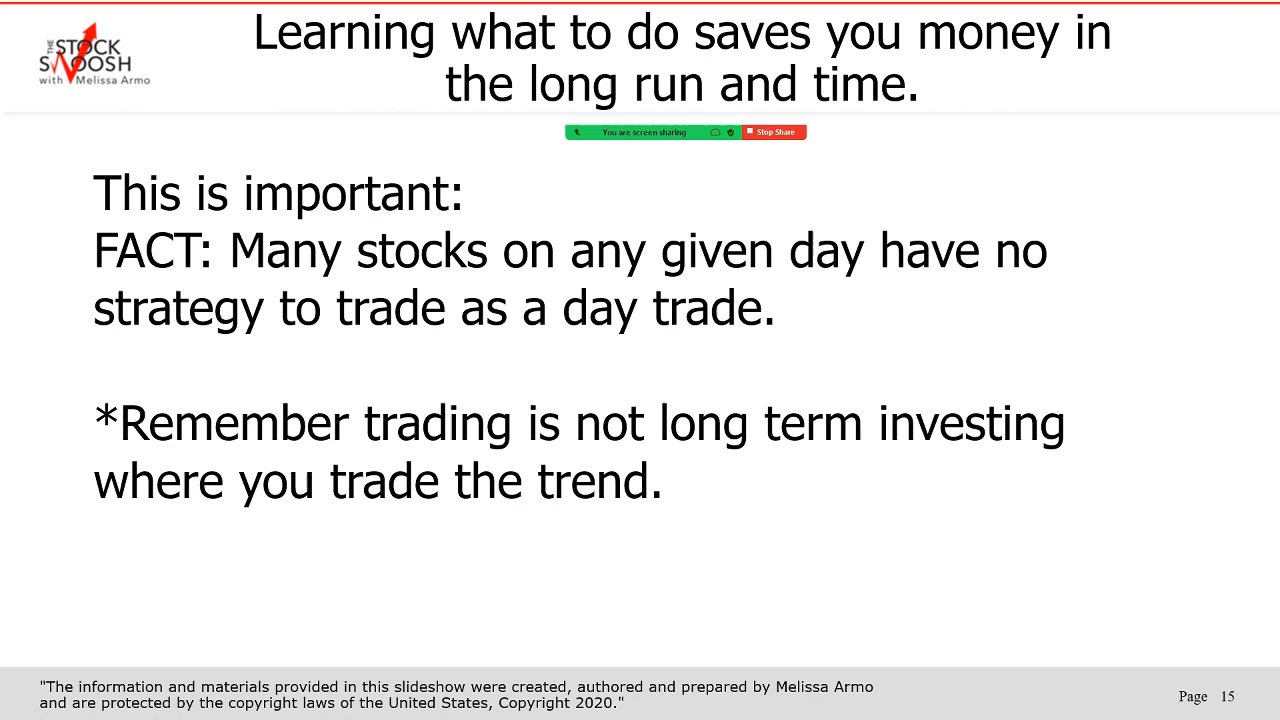 THE STOCK
SWOOSH
with Melissa Armo
Learning what to do saves you money in
the long run and time.
You are screen sharing
Stop Share
This is important:
FACT: Many stocks on any given day have no
strategy to trade as a day trade.
*Remember trading is not long term investing
where you trade the trend.
"The information and materials provided in this slideshow were created, authored and prepared by Melissa Armo
and are protected by the copyright laws of the United States, Copyright 2020."
Page 15